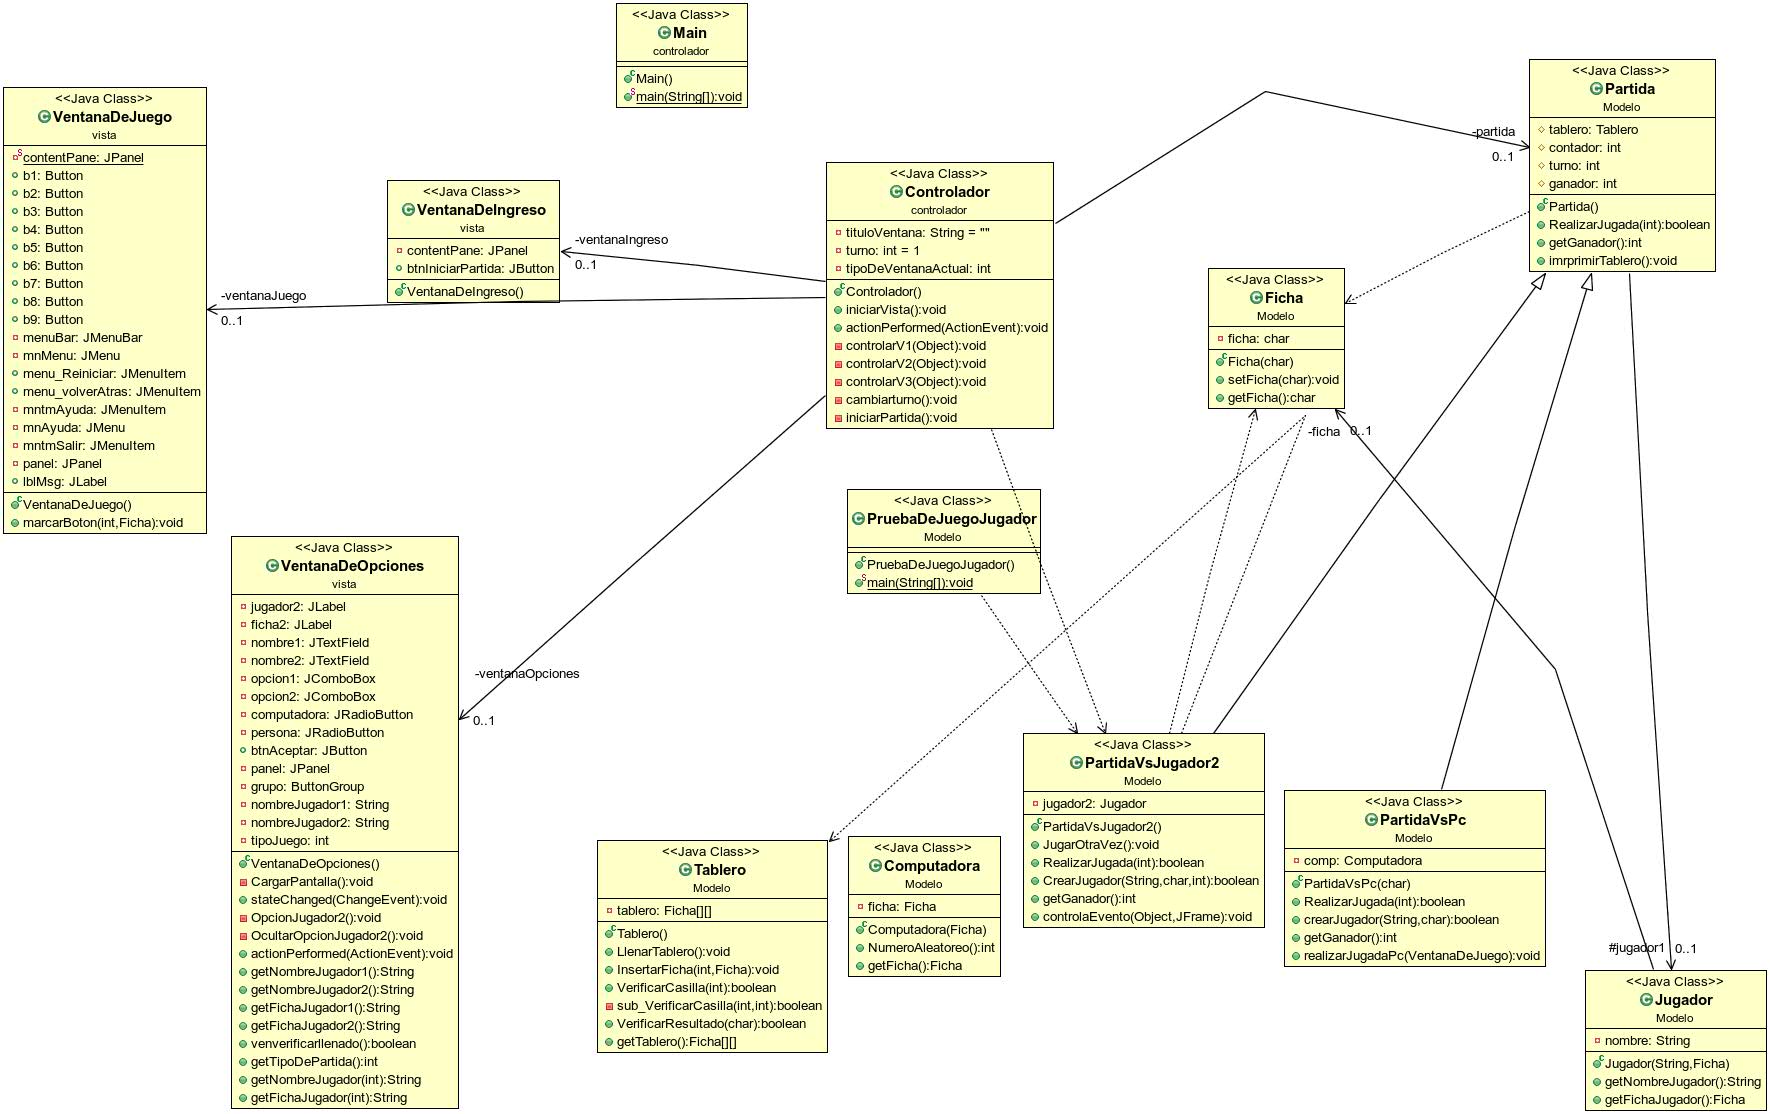 <<Java Class>>
Main
controlador
Main()
main(String[]):void
<<Java Class>>
VentanaDeJuego
vista
contentPane: JPanel
b1: Button
b2: Button
b3: Button
b4: Button
b5: Button
b6: Button
b7: Button
b8: Button
b9: Button
menuBar: JMenuBar
mnMenu: JMenu
menu_Reiniciar: JMenuItem
menu_volverAtras: JMenuItem
mntmAyuda: JMenuItem
mnAyuda: JMenu
mntmSalir: JMenuItem
panel: JPanel
lblMsg: JLabel
VentanaDeJuego()
marcarBoton(int,Ficha):void
<<Java Class>>
VentanaDeIngreso
vista
contentPane: JPanel
btnIniciarPartida: JButton
VentanaDeIngreso()
-ventanaIngreso
0..1
-ventanaJuego
0..1
<<Java Class>>
Controlador
controlador
tituloVentana: String = ""
turno: int = 1
tipoDeVentanaActual: int
Controlador()
iniciarVista():void
actionPerformed(ActionEvent):void
controlarV1(Object):void
controlarV2(Object):void
controlarV3(Object):void
cambiarturno():void
iniciarPartida():void
-partida
0..1
<<Java Class>>
Partida
Modelo
tablero: Tablero
contador: int
turno: int
ganador: int
Partida()
RealizarJugada(int):boolean
getGanador():int
imrprimirTablero():void
<<Java Class>>
Ficha
Modelo
ficha: char
Ficha(char)
setFicha(char):void
getFicha():char
-ficha
0..1
<<Java Class>>
PruebaDeJuegoJugador
Modelo
PruebaDeJuegoJugador()
main(String[]):void
<<Java Class>>
VentanaDeOpciones
vista
jugador2: JLabel
ficha2: JLabel
nombre1: JTextField
nombre2: JTextField
opcion1: JComboBox
opcion2: JComboBox
computadora: JRadioButton
persona: JRadioButton
btnAceptar: JButton
panel: JPanel
grupo: ButtonGroup
nombreJugador1: String
nombreJugador2: String
tipoJuego: int
VentanaDeOpciones()
CargarPantalla():void
stateChanged(ChangeEvent):void
OpcionJugador2():void
OcultarOpcionJugador2():void
actionPerformed(ActionEvent):void
getNombreJugador1():String
getNombreJugador2():String
getFichaJugador1():String
getFichaJugador2():String
venverificarllenado():boolean
getTipoDePartida():int
getNombreJugador(int):String
getFichaJugador(int):String
-ventanaOpciones
0..1
<<Java Class>>
Tablero
Modelo
tablero: Ficha[][]
Tablero()
LlenarTablero():void
InsertarFicha(int,Ficha):void
VerificarCasilla(int):boolean
sub_VerificarCasilla(int,int):boolean
VerificarResultado(char):boolean
getTablero():Ficha[][]
<<Java Class>>
Computadora
Modelo
ficha: Ficha
Computadora(Ficha)
NumeroAleatoreo():int
getFicha():Ficha
<<Java Class>>
PartidaVsJugador2
Modelo
jugador2: Jugador
PartidaVsJugador2()
JugarOtraVez():void
RealizarJugada(int):boolean
CrearJugador(String,char,int):boolean
getGanador():int
controlaEvento(Object,JFrame):void
<<Java Class>>
PartidaVsPc
Modelo
comp: Computadora
PartidaVsPc(char)
RealizarJugada(int):boolean
crearJugador(String,char):boolean
getGanador():int
realizarJugadaPc(VentanaDeJuego):void
#jugador1
0..1
<<Java Class>>
Jugador
Modelo
nombre: String
Jugador(String,Ficha)
getNombreJugador():String
getFichaJugador():Ficha